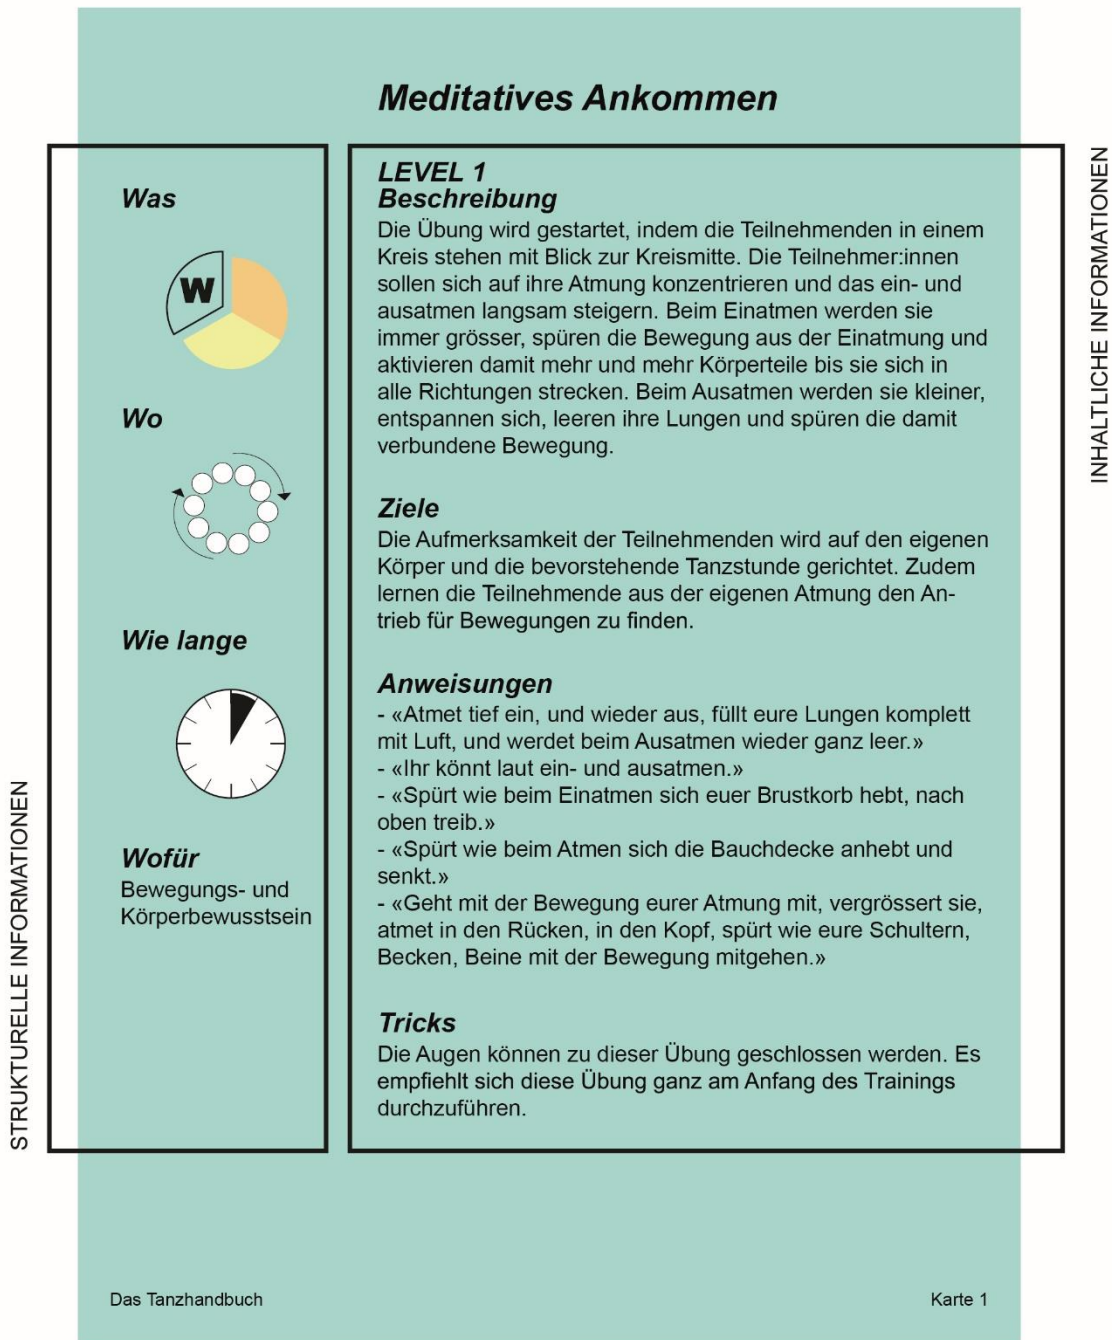 Meditatives Ankommen
STRUKTURELLE INFORMATIONEN
Was
W
Wo
Wie lange
Wofür
Bewegungs- und
Körperbewusstsein
INHALTLICHE INFORMATIONEN
LEVEL 1
Beschreibung
Die Übung wird gestartet, indem die Teilnehmenden in einem
Kreis stehen mit Blick zur Kreismitte. Die Teilnehmer:innen
sollen sich auf ihre Atmung konzentrieren und das ein- und
ausatmen langsam steigern. Beim Einatmen werden sie
immer grösser, spüren die Bewegung aus der Einatmung und
aktivieren damit mehr und mehr Körperteile bis sie sich in
alle Richtungen strecken. Beim Ausatmen werden sie kleiner,
entspannen sich, leeren ihre Lungen und spüren die damit
verbundene Bewegung.
Ziele
Die Aufmerksamkeit der Teilnehmenden wird auf den eigenen
Körper und die bevorstehende Tanzstunde gerichtet. Zudem
lernen die Teilnehmende aus der eigenen Atmung den An-
trieb für Bewegungen zu finden.
Anweisungen
- «Atmet tief ein, und wieder aus, füllt eure Lungen komplett
mit Luft, und werdet beim Ausatmen wieder ganz leer.»
- «Ihr könnt laut ein- und ausatmen.»
- «Spürt wie beim Einatmen sich euer Brustkorb hebt, nach
oben treib.»
- «Spürt wie beim Atmen sich die Bauchdecke anhebt und
senkt.»
- «Geht mit der Bewegung eurer Atmung mit, vergrössert sie,
atmet in den Rücken, in den Kopf, spürt wie eure Schultern,
Becken, Beine mit der Bewegung mitgehen.»
Tricks
Die Augen können zu dieser Übung geschlossen werden. Es
empfiehlt sich diese Übung ganz am Anfang des Trainings
durchzuführen.
Das Tanzhandbuch
Karte 1